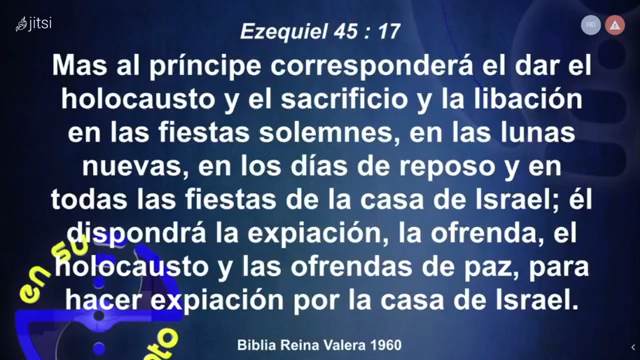 jitsi
HD
Ezequiel 45 : 17
Mas al príncipe corresponderá el dar el
holocausto y el sacrificio y la libación
en las fiestas solemnes, en las lunas
nuevas, en los días de reposo y en
todas las fiestas de la casa de Israel; él
dispondrá la expiación, la ofrenda, el
holocausto y las ofrendas de paz, para
hacer expiación por la casa de Israel.
en su
Biblia Reina Valera 1960